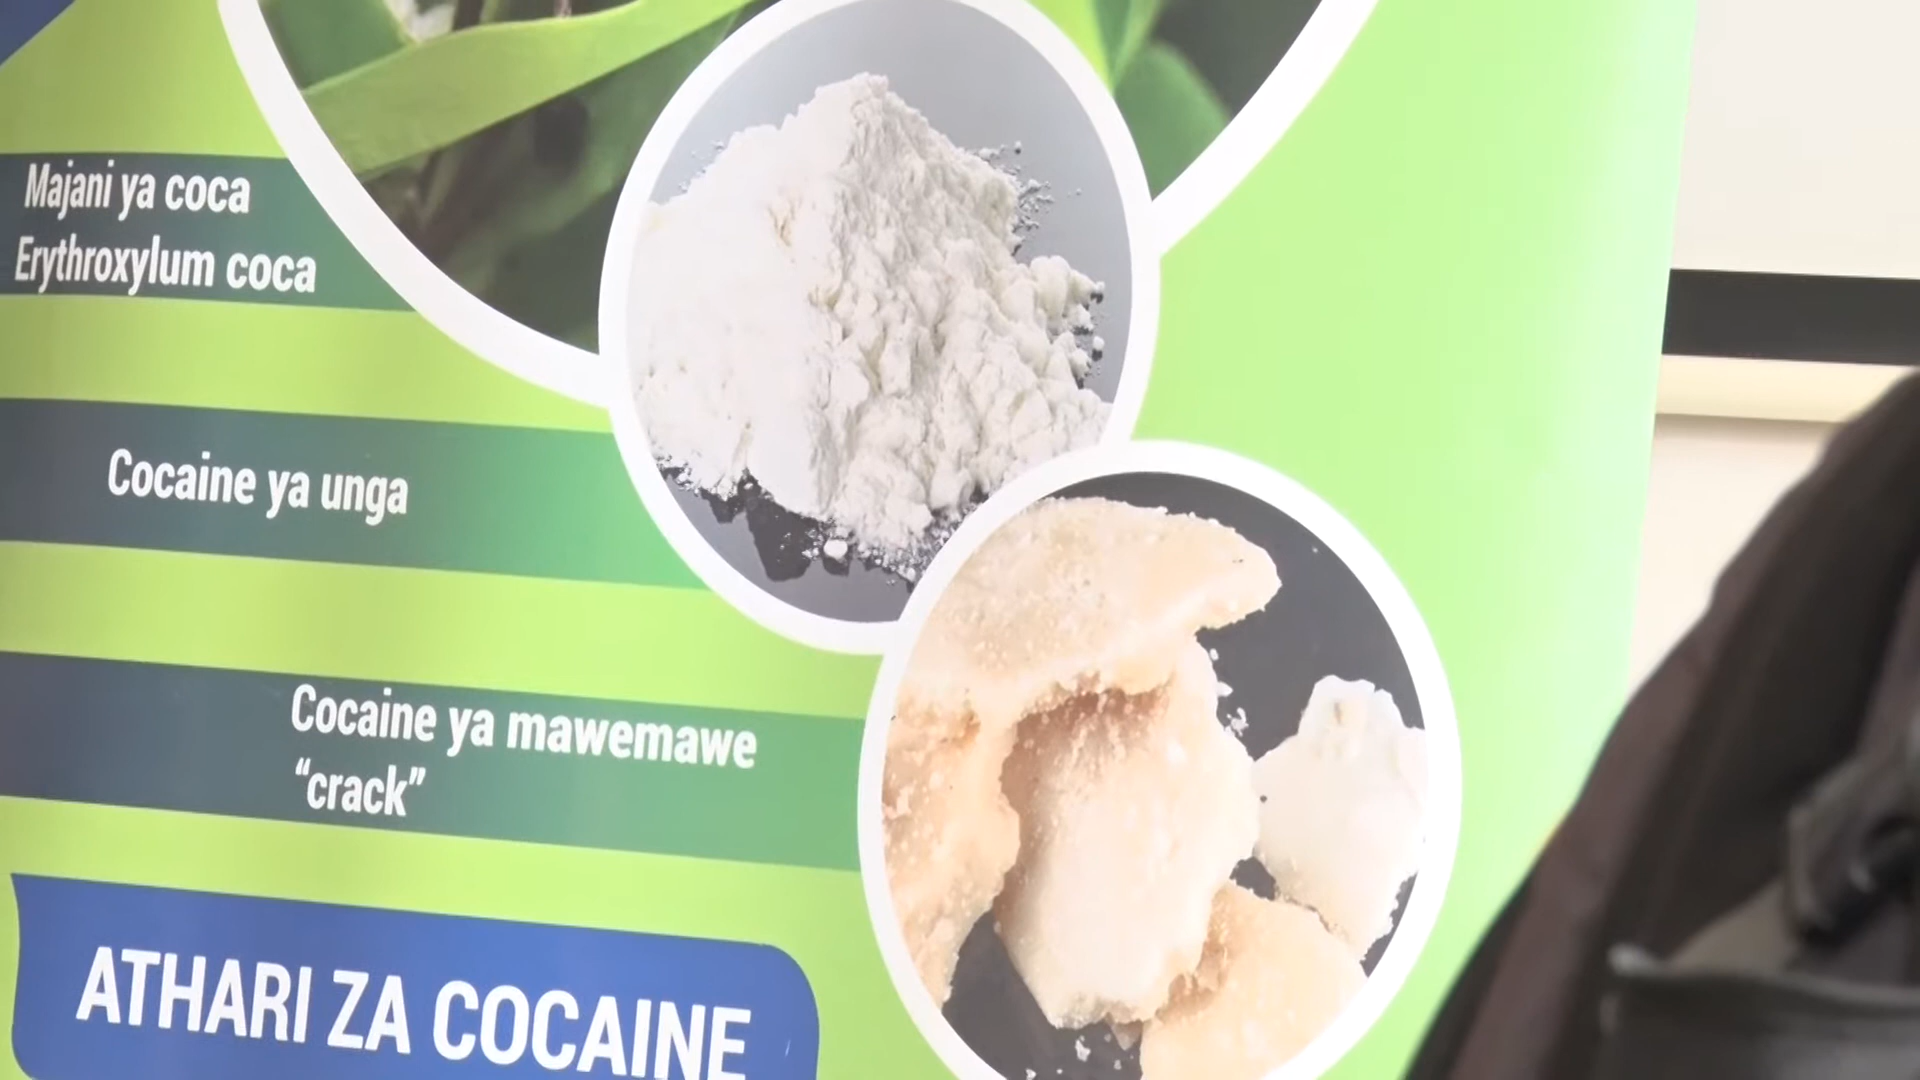 Majani ya coca
Erythroxylum coca
Cocaine ya unga
Cocaine ya mawemawe
“crack”
ATHARI ZA COCAINE